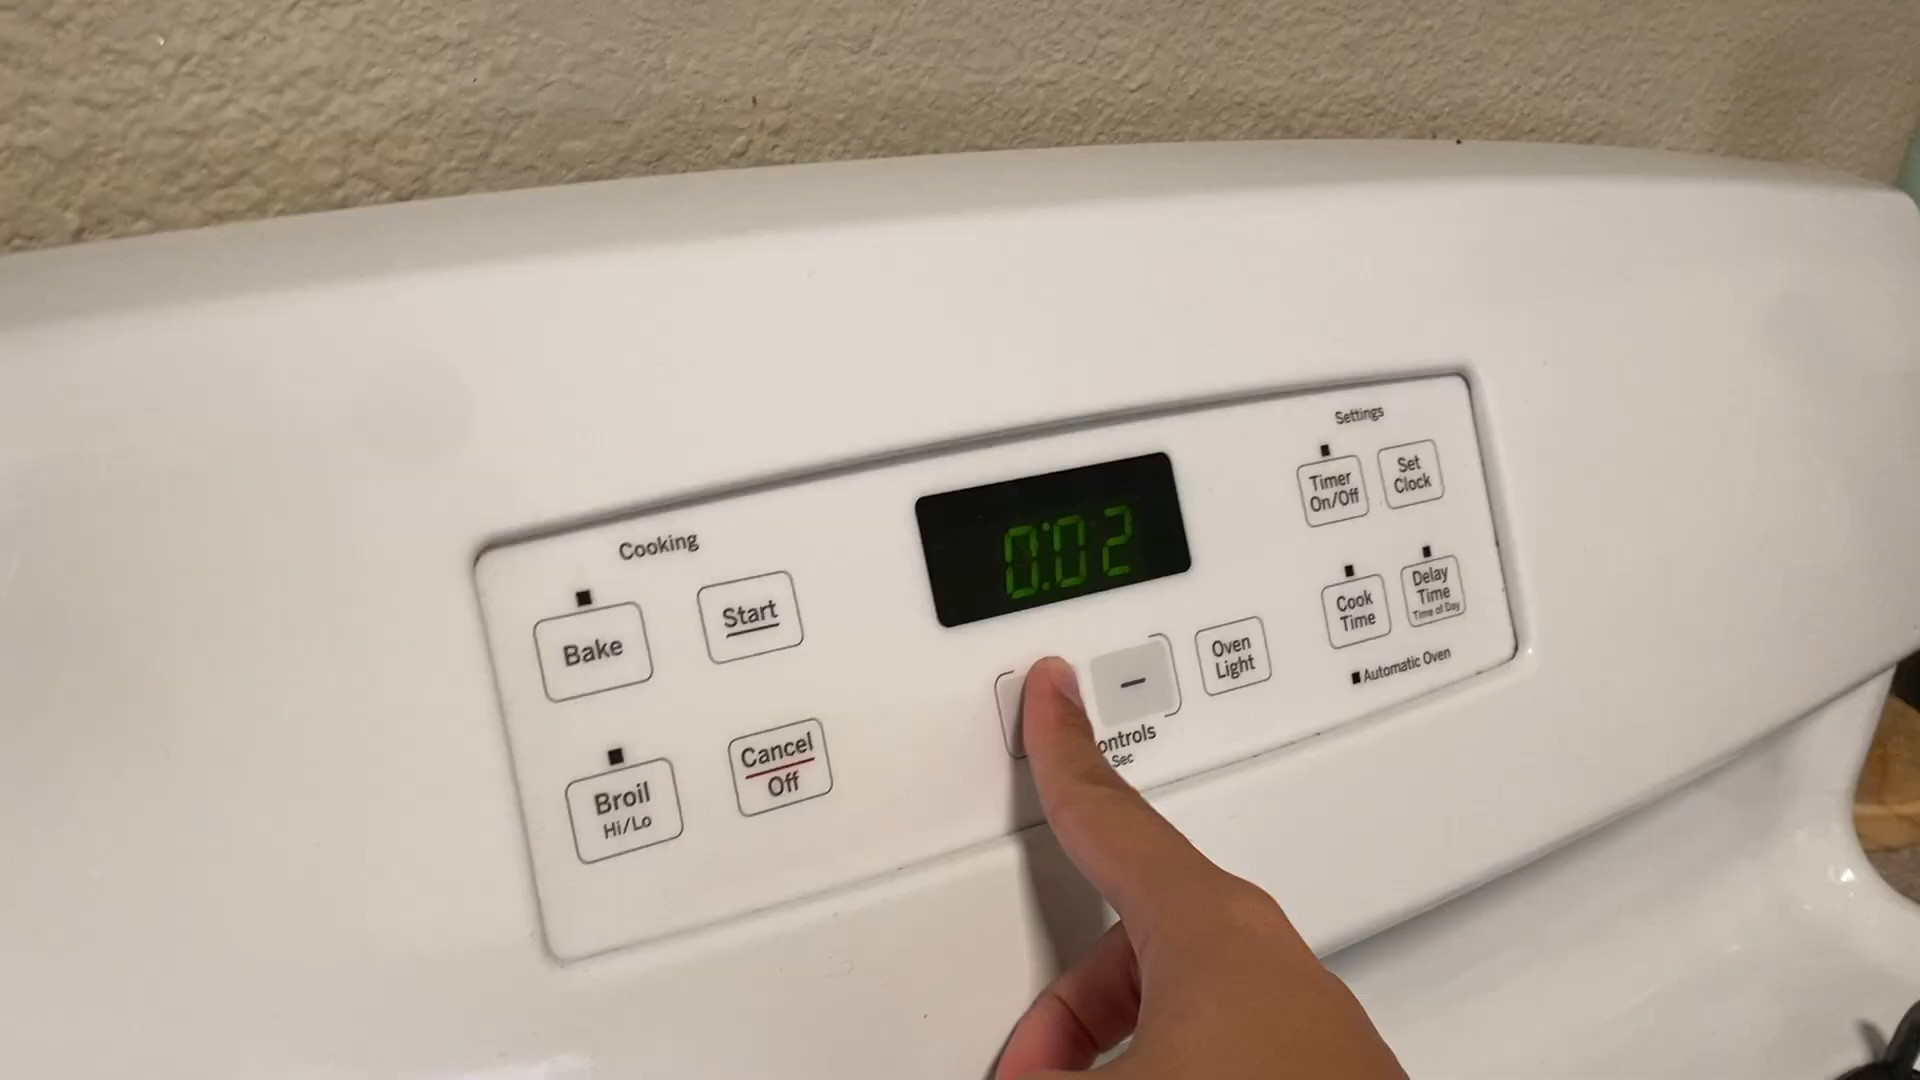 Cooking
Bake
Start
Broil
Hi/Lo
Cancel
Off
0:02
−
Sec
Oven
Light
Settings
Timer
On/Off
Set
Clock
Cook
Time
Delay
Time
Time of Day
Automatic Oven